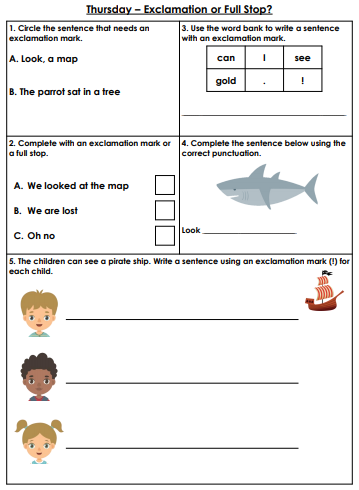 Thursday – Exclamation or Full Stop?
1. Circle the sentence that needs an
exclamation mark.
A. Look, a map
B. The parrot sat in a tree
3. Use the word bank to write a sentence
with an exclamation mark.
can I see
gold . !
2. Complete with an exclamation mark or
a full stop.
A. We looked at the map
B. We are lost
C. Oh no
4. Complete the sentence below using the
correct punctuation.
Look
5. The children can see a pirate ship. Write a sentence using an exclamation mark (!) for
each child.